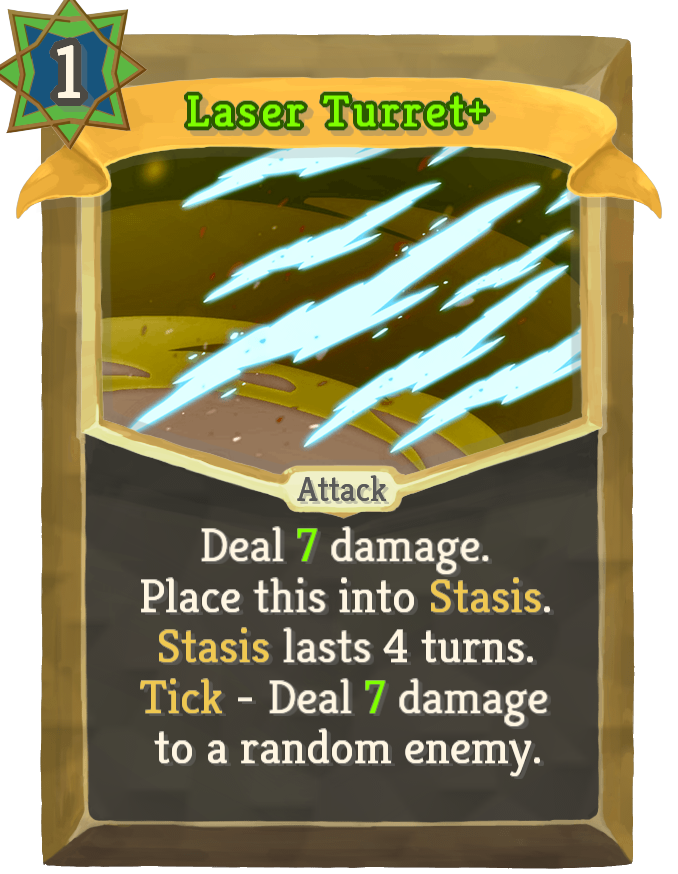 1
Laser Turret+
Attack
Deal 7 damage.
Place this into Stasis.
Stasis lasts 4 turns.
Tick - Deal 7 damage
to a random enemy.